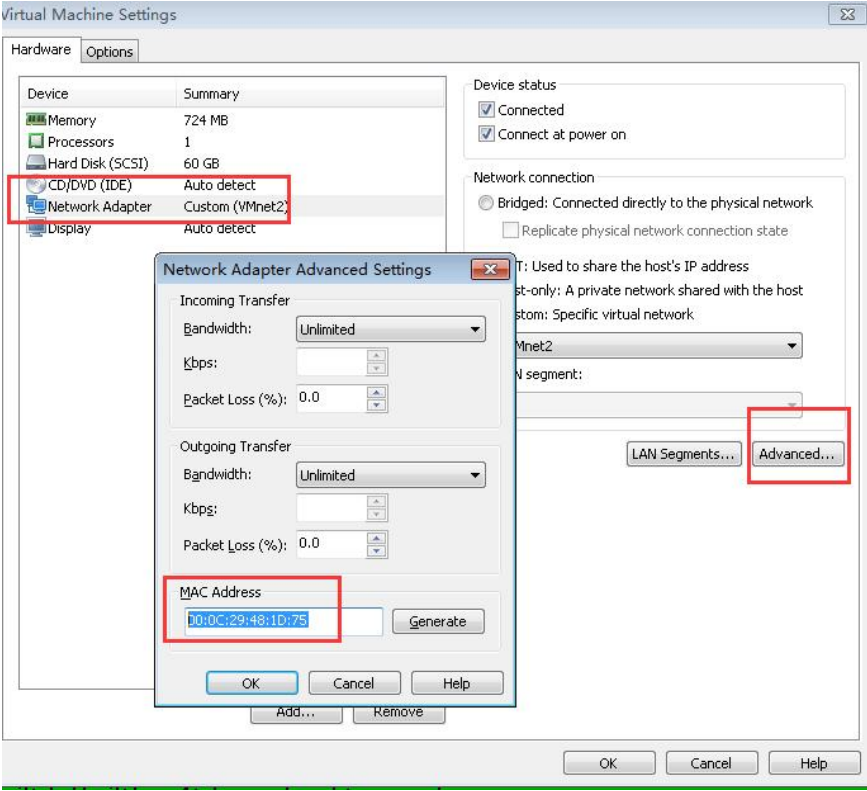 Virtual Machine Settings
Hardware Options
Device Summary
Memory 724 MB
Processors 1
Hard Disk (SCSI) 60 GB
CD/DVD (IDE) Auto detect
Network Adapter Custom (VMnet2)
Display Auto detect
Device status
Connected
Connect at power on
Network connection
Bridged: Connected directly to the physical network
Replicate physical network connection state
T: Used to share the host's IP address
st-only: A private network shared with the host
stom: Specific virtual network
Mnet2
N segment:
LAN Segments... Advanced...
Network Adapter Advanced Settings
Incoming Transfer
Bandwidth: Unlimited
Kbps:
Packet Loss (%): 0.0
Outgoing Transfer
Bandwidth: Unlimited
Kbps:
Packet Loss (%): 0.0
MAC Address
00:0C:29:48:1D:75 Generate
OK Cancel Help
Add... Remove
OK Cancel Help